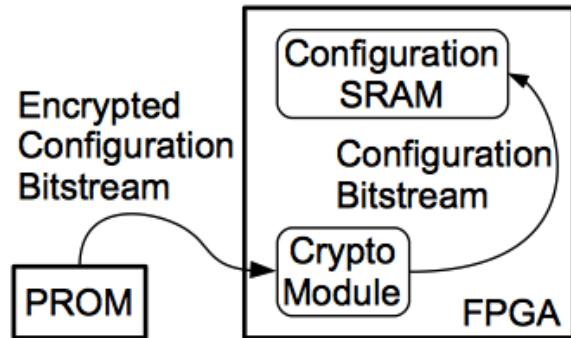 Configuration
SRAM
Encrypted
Configuration
Bitstream
Configuration
Bitstream
Crypto
Module
PROM
FPGA